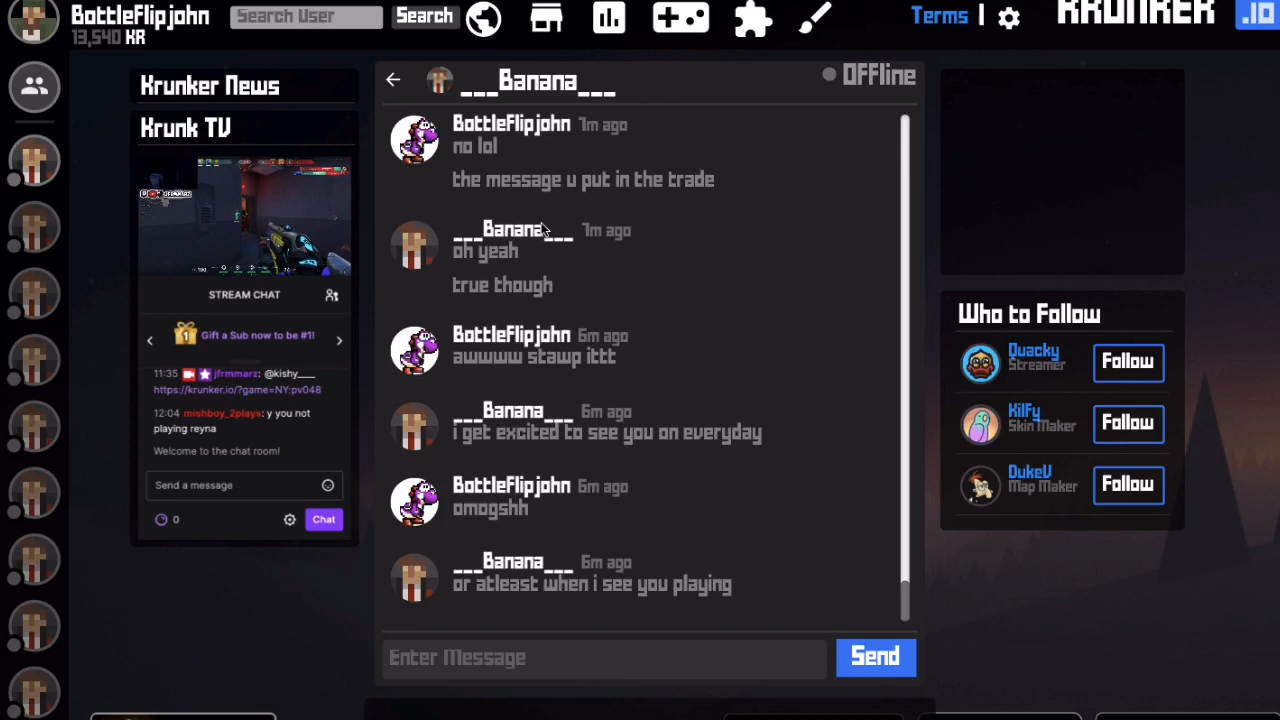 BottleFlipjohn
13,540 KR
Search User
Search
Terms
KRUNKER
.IO
Krunker News
Krunk TV
STREAM CHAT
Gift a Sub now to be #1!
11:35 jfrmmarz: @kishy____
https://krunker.io/?game=NY:pv048
12:04 mishboy_2plays: y you not
playing reyna
Welcome to the chat room!
Send a message
0
Chat
___Banana___
Offline
BottleFlipjohn 7m ago
no lol
the message u put in the trade
___Banana___ 7m ago
oh yeah
true though
BottleFlipjohn 6m ago
awwww stawp ittt
___Banana___ 6m ago
i get excited to see you on everyday
BottleFlipjohn 6m ago
omogshh
___Banana___ 6m ago
or atleast when i see you playing
Enter Message
Send
Who to Follow
Quacky
Streamer
Follow
Kilfy
Skin Maker
Follow
DukeV
Map Maker
Follow